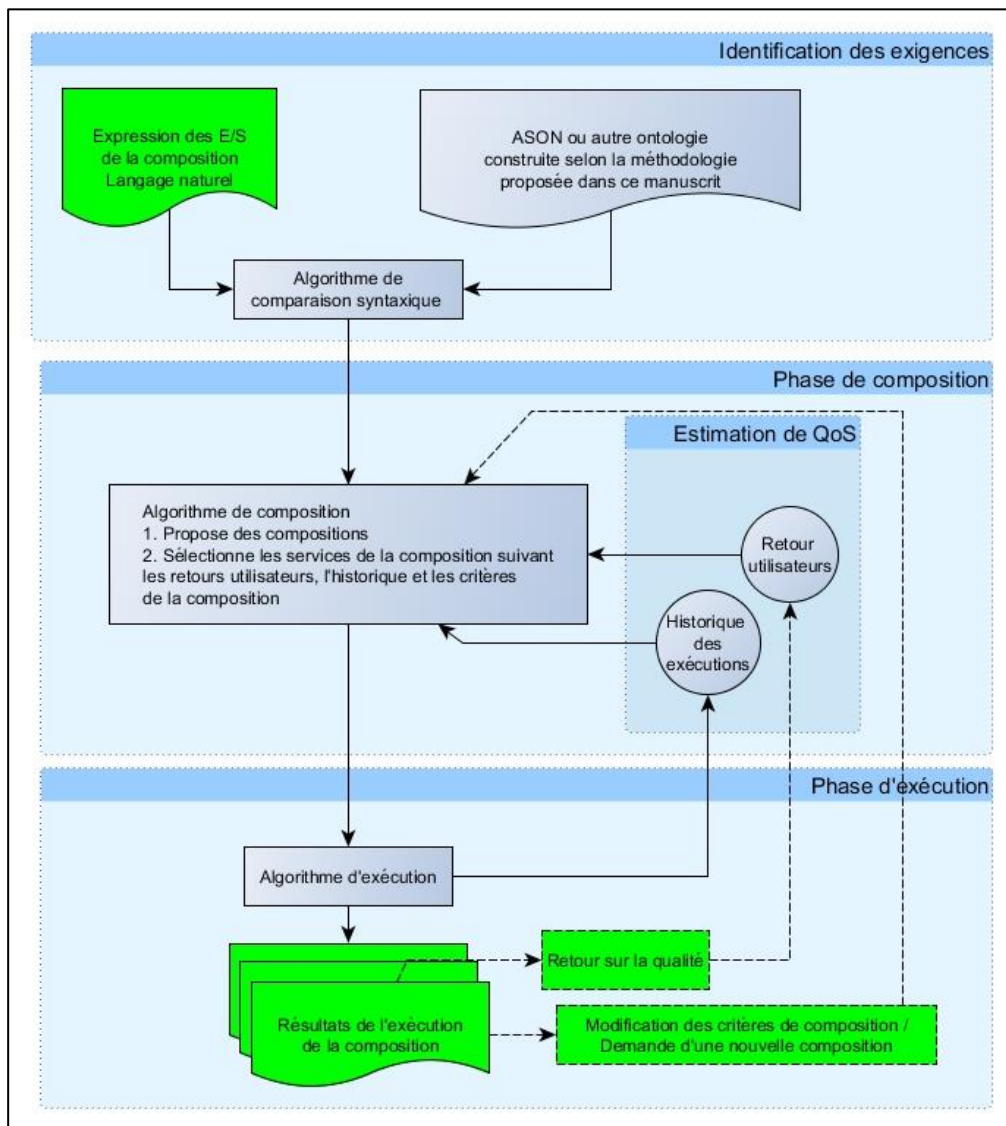 Identification des exigences
Expression des E/S
de la composition
Langage naturel
ASON ou autre ontologie
construite selon la méthodologie
proposée dans ce manuscrit
Algorithme de
comparaison syntaxique
Phase de composition
Estimation de QoS
Algorithme de composition
1. Propose des compositions
2. Sélectionne les services de la composition suivant
les retours utilisateurs, l'historique et les critères
de la composition
Retour
utilisateurs
Historique
des
exécutions
Phase d'exécution
Algorithme d'exécution
Retour sur la qualité
Résultats de l'exécution
de la composition
Modification des critères de composition /
Demande d'une nouvelle composition